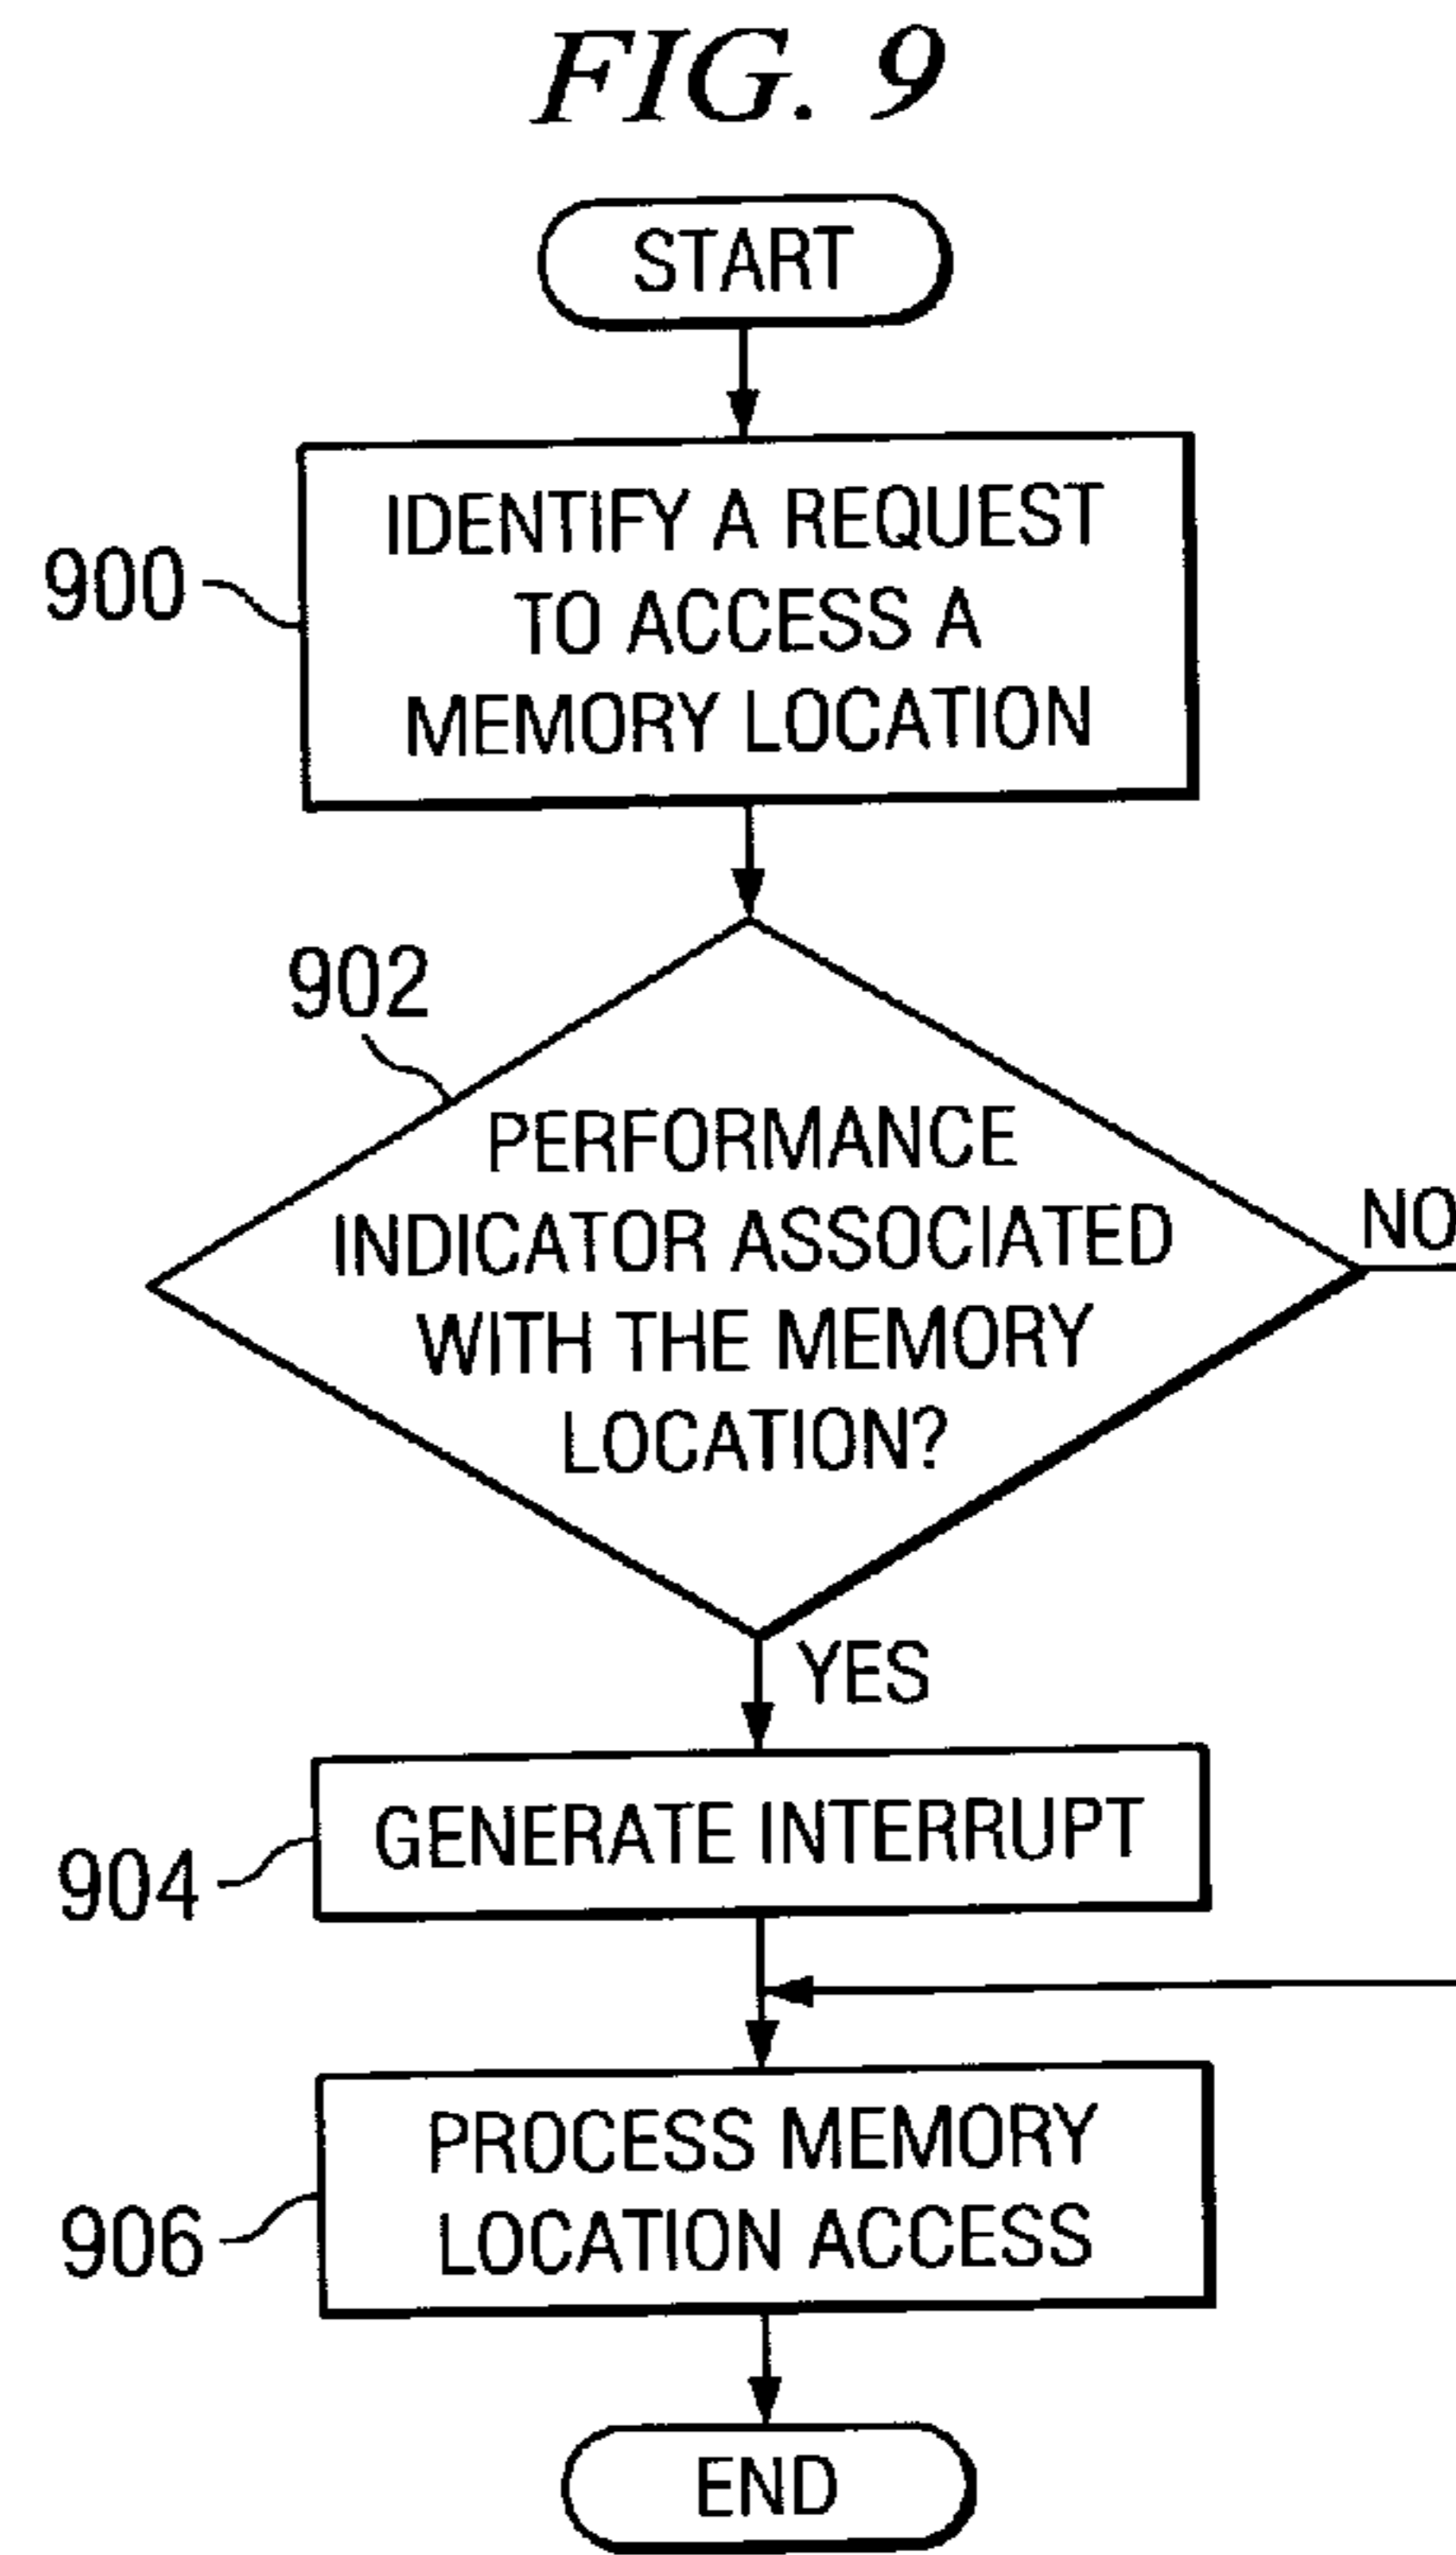 FIG. 9
START
900
IDENTIFY A REQUEST
TO ACCESS A
MEMORY LOCATION
902
PERFORMANCE
INDICATOR ASSOCIATED
WITH THE MEMORY
LOCATION?
NO
YES
904
GENERATE INTERRUPT
906
PROCESS MEMORY
LOCATION ACCESS
END